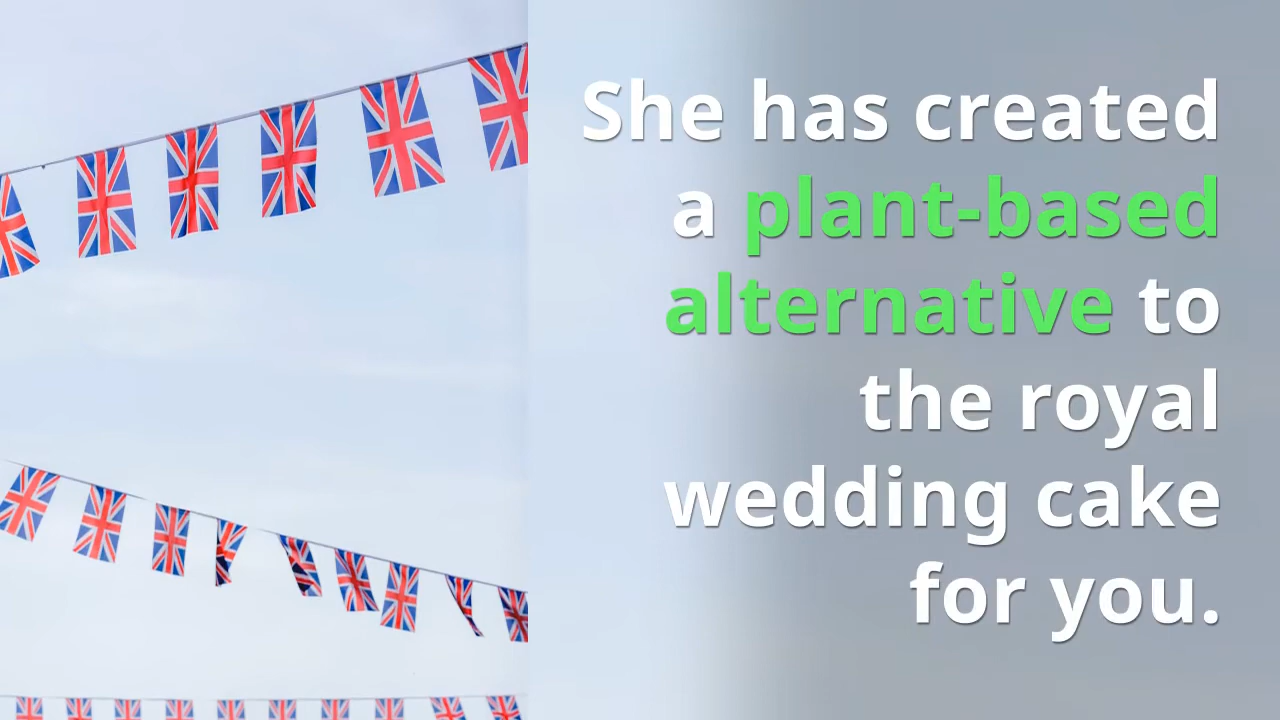 She has created
a plant-based
alternative to
the royal
wedding cake
for you.